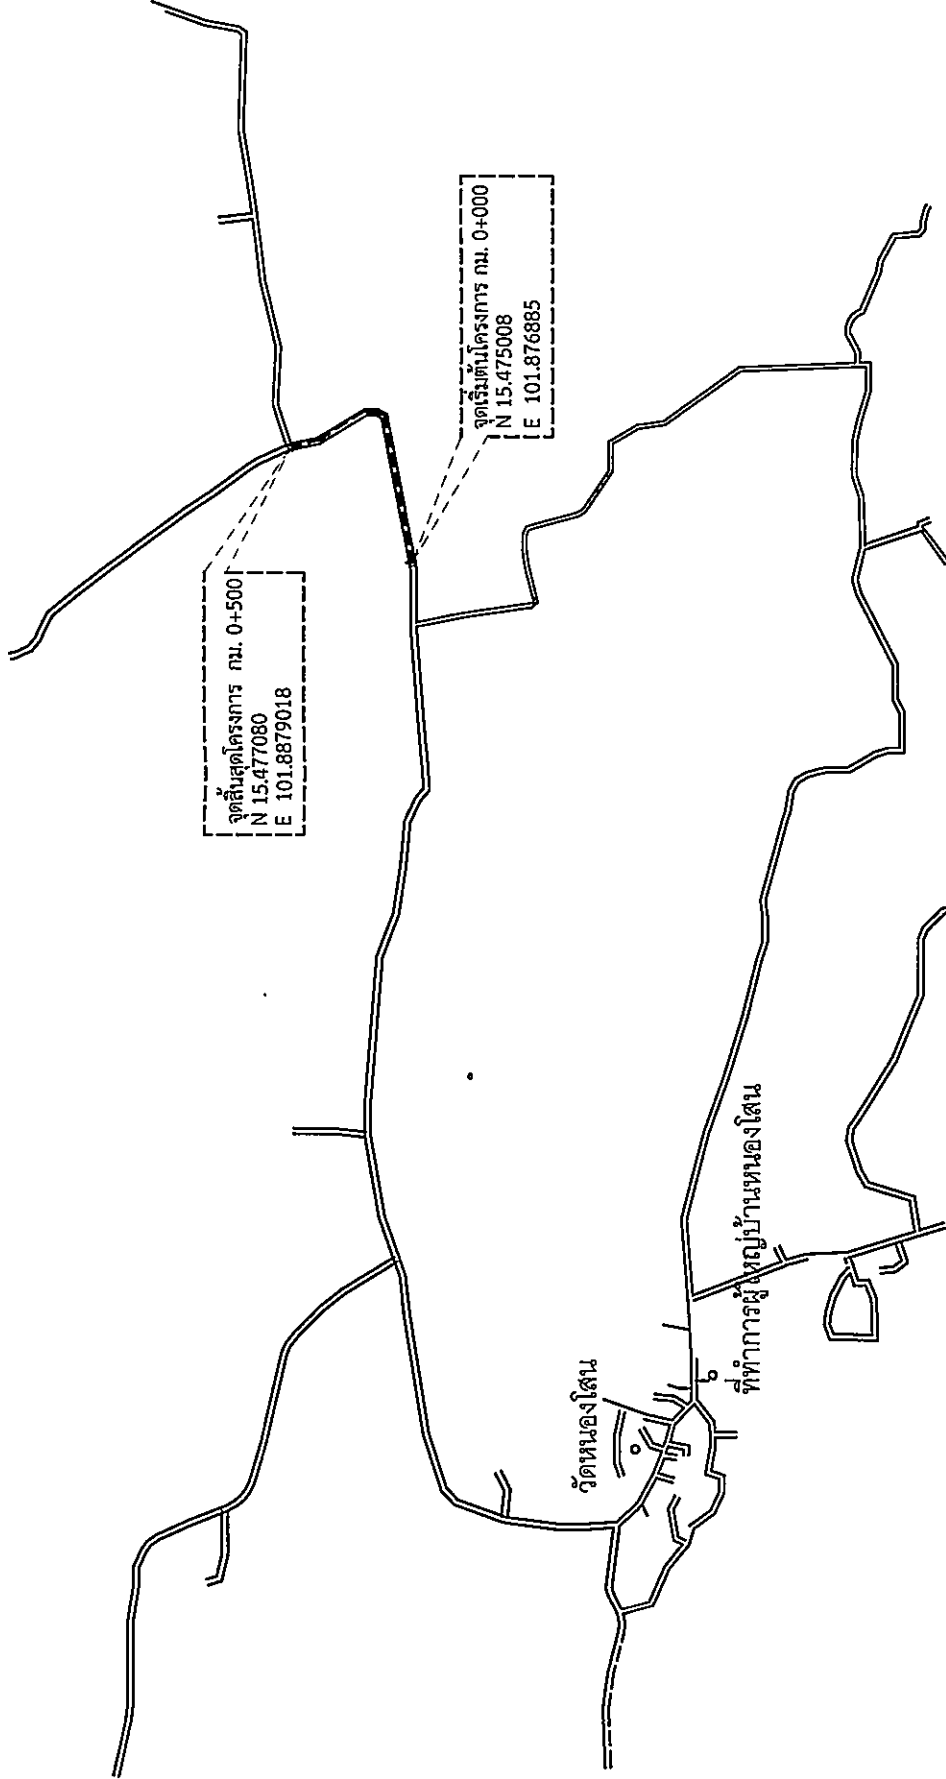 จุดสิ้นสุดโครงการ กม. 0+500
N 15.477080
E 101.8879018
จุดเริ่มต้นโครงการ กม. 0+000
N 15.475008
E 101.876885
วัดหนองโสน
ที่ทำการผู้ใหญ่บ้านหนองโสน